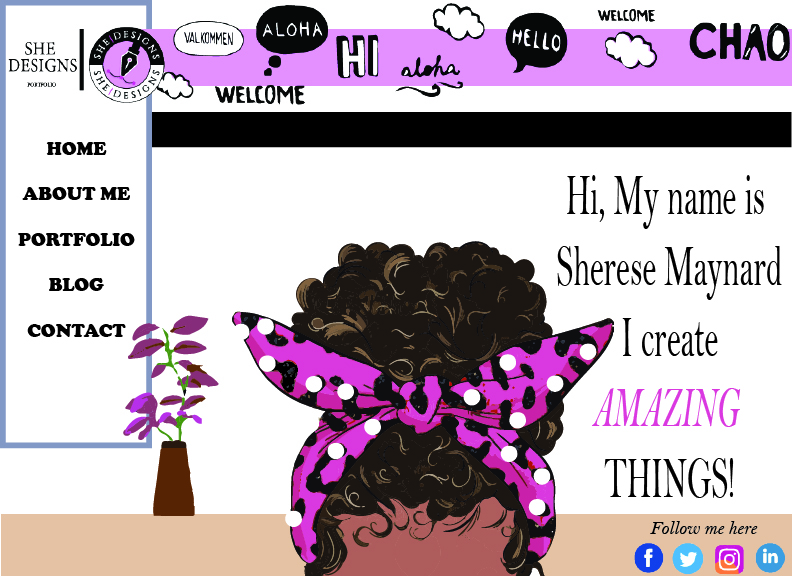 SHE
DESIGNS
PORTFOLIO
SHE|DESIGNS
SHE|DESIGNS
VALKOMMEN
ALOHA
HI
aloha
WELCOME
HELLO
WELCOME
CHAO
HOME
ABOUT ME
PORTFOLIO
BLOG
CONTACT
Hi, My name is
Sherese Maynard
I create
AMAZING
THINGS!
Follow me here
f
in